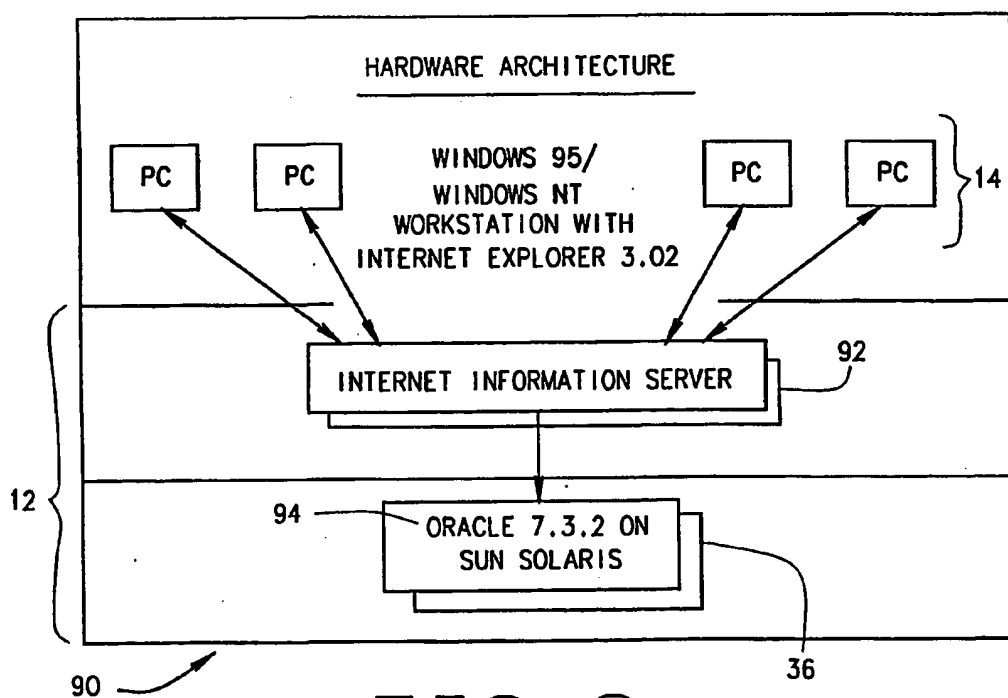 HARDWARE ARCHITECTURE
PC
PC
WINDOWS 95/
WINDOWS NT
WORKSTATION WITH
INTERNET EXPLORER 3.02
PC
PC
14
INTERNET INFORMATION SERVER
92
12
94
ORACLE 7.3.2 ON
SUN SOLARIS
90
36